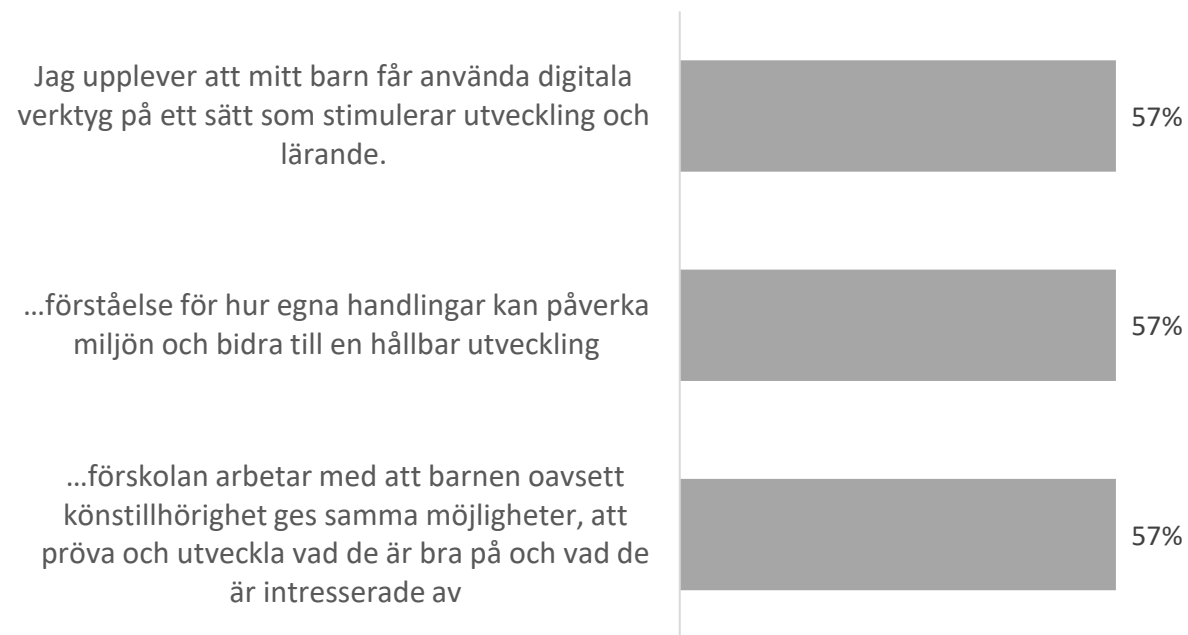 Jag upplever att mitt barn får använda digitala
verktyg på ett sätt som stimulerar utveckling och
lärande.
57%
…förståelse för hur egna handlingar kan påverka
miljön och bidra till en hållbar utveckling
57%
…förskolan arbetar med att barnen oavsett
könstillhörighet ges samma möjligheter, att
pröva och utveckla vad de är bra på och vad de
är intresserade av
57%